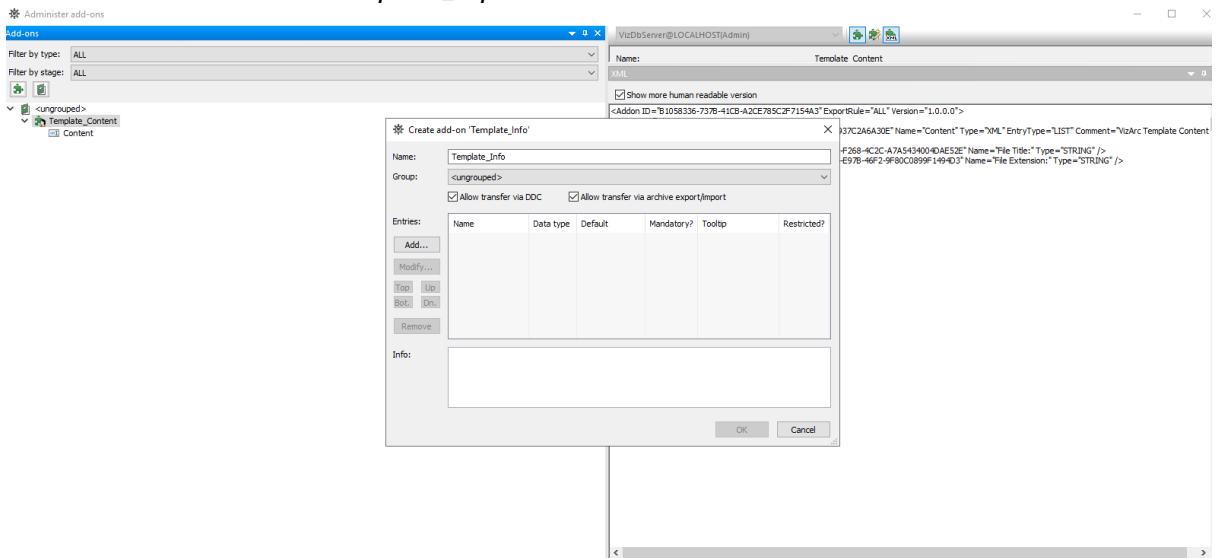 Administer add-ons
Add-ons
Filter by type: ALL
Filter by stage: ALL
<ungrouped>
Template_Content
Content
VizDbServer@LOCALHOST(Admin)
Name: Template Content
XML
Show more human readable version
<Addon ID="B1058336-737B-41CB-A2CE785C2F7154A3" ExportRule="ALL" Version="1.0.0.0">
937C2A6A30E" Name="Content" Type="XML" EntryType="LIST" Comment="VizArc Template Content
-F268-4C2C-A7A5434004DAE52E" Name="File Title:" Type="STRING" />
-E97B-46F2-9F80C0899F1494D3" Name="File Extension:" Type="STRING" />
Create add-on 'Template_Info'
Name: Template_Info
Group: <ungrouped>
Allow transfer via DDC Allow transfer via archive export/import
Entries: Name Data type Default Mandatory? Tooltip Restricted?
Add...
Modify...
Top Up
Bot. Dn.
Remove
Info:
OK Cancel